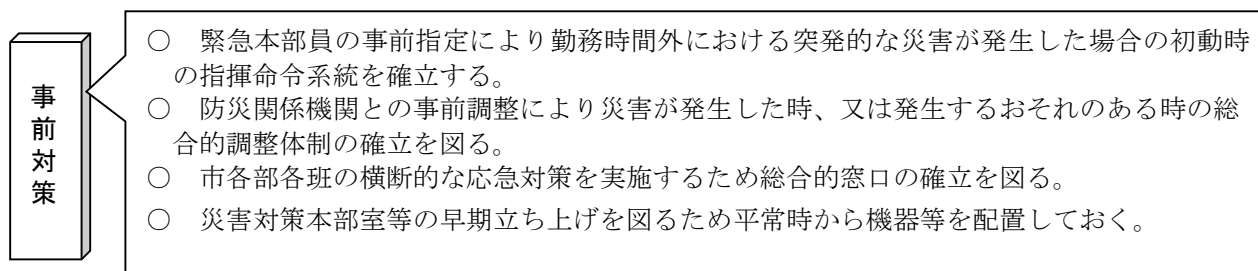 事前対策
○　緊急本部員の事前指定により勤務時間外における突発的な災害が発生した場合の初動時
の指揮命令系統を確立する。
○　防災関係機関との事前調整により災害が発生した時、又は発生するおそれのある時の総
合的調整体制の確立を図る。
○　市各部各班の横断的な応急対策を実施するため総合的窓口の確立を図る。
○　災害対策本部室等の早期立ち上げを図るため平常時から機器等を配置しておく。